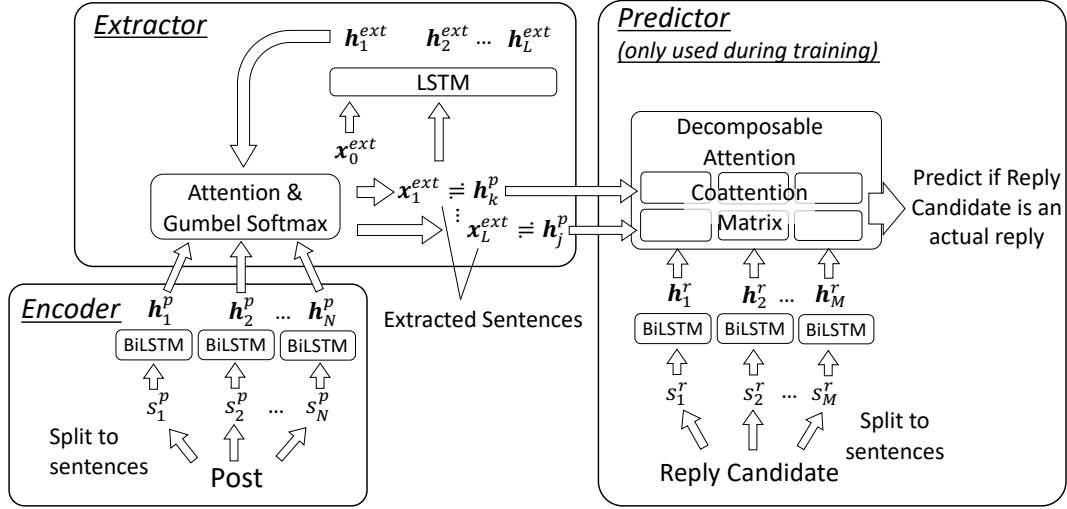 Extractor
h_1^{ext} h_2^{ext} … h_L^{ext}
LSTM
x_0^{ext}
Attention &
Gumbel Softmax
x_1^{ext} ≓ h_k^p
⋮
x_L^{ext} ≓ h_j^p
Extracted Sentences
Encoder
h_1^p h_2^p … h_N^p
BiLSTM BiLSTM BiLSTM
s_1^p s_2^p … s_N^p
Split to
sentences
Post
Predictor
(only used during training)
Decomposable
Attention
Coattention
Matrix
Predict if Reply
Candidate is an
actual reply
h_1^r h_2^r … h_M^r
BiLSTM BiLSTM BiLSTM
s_1^r s_2^r … s_M^r
Split to
sentences
Reply Candidate